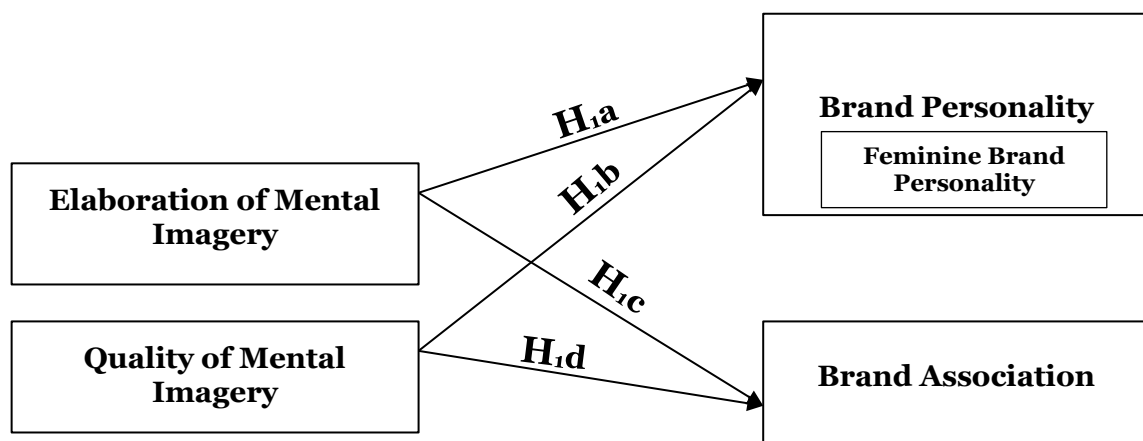 Elaboration of Mental
Imagery
Quality of Mental
Imagery
H₁a
H₁b
H₁c
H₁d
Brand Personality
Feminine Brand
Personality
Brand Association